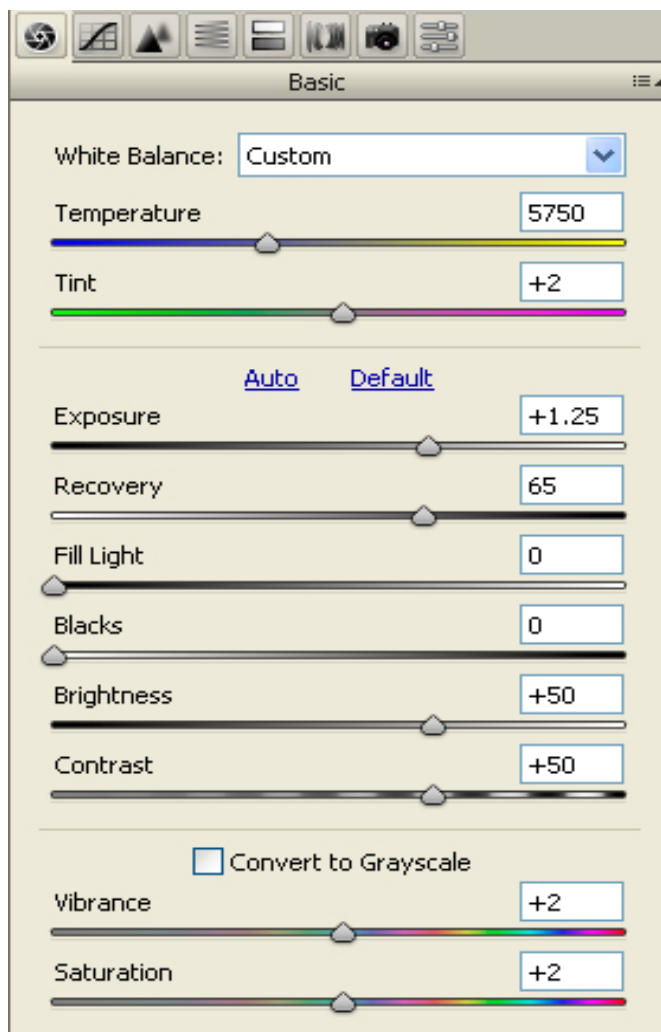 Basic
White Balance: Custom
Temperature 5750
Tint +2
Auto Default
Exposure +1.25
Recovery 65
Fill Light 0
Blacks 0
Brightness +50
Contrast +50
Convert to Grayscale
Vibrance +2
Saturation +2